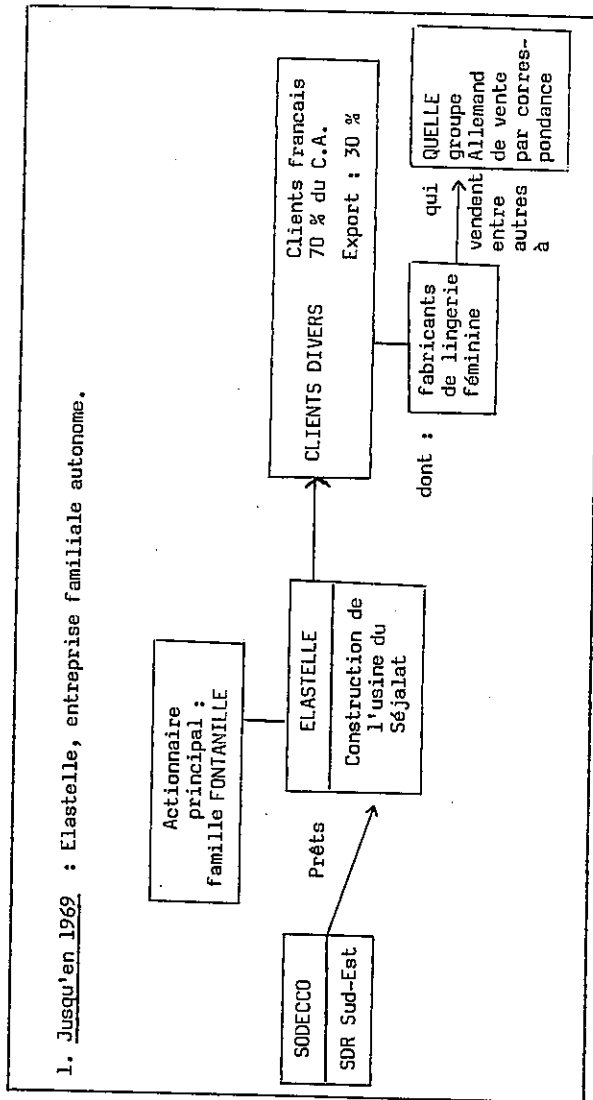 1. Jusqu'en 1969 : Elastelle, entreprise familiale autonome.
Actionnaire
principal :
famille FONTANILLE
SODECCO
SDR Sud-Est
Prêts
ELASTELLE
Construction de
l'usine du
Séjalat
CLIENTS DIVERS
Clients francais
70 % du C.A.
Export : 30 %
dont :
fabricants
de lingerie
féminine
qui
vendent
entre
autres
à
QUELLE
groupe
Allemand
de vente
par corres-
pondance